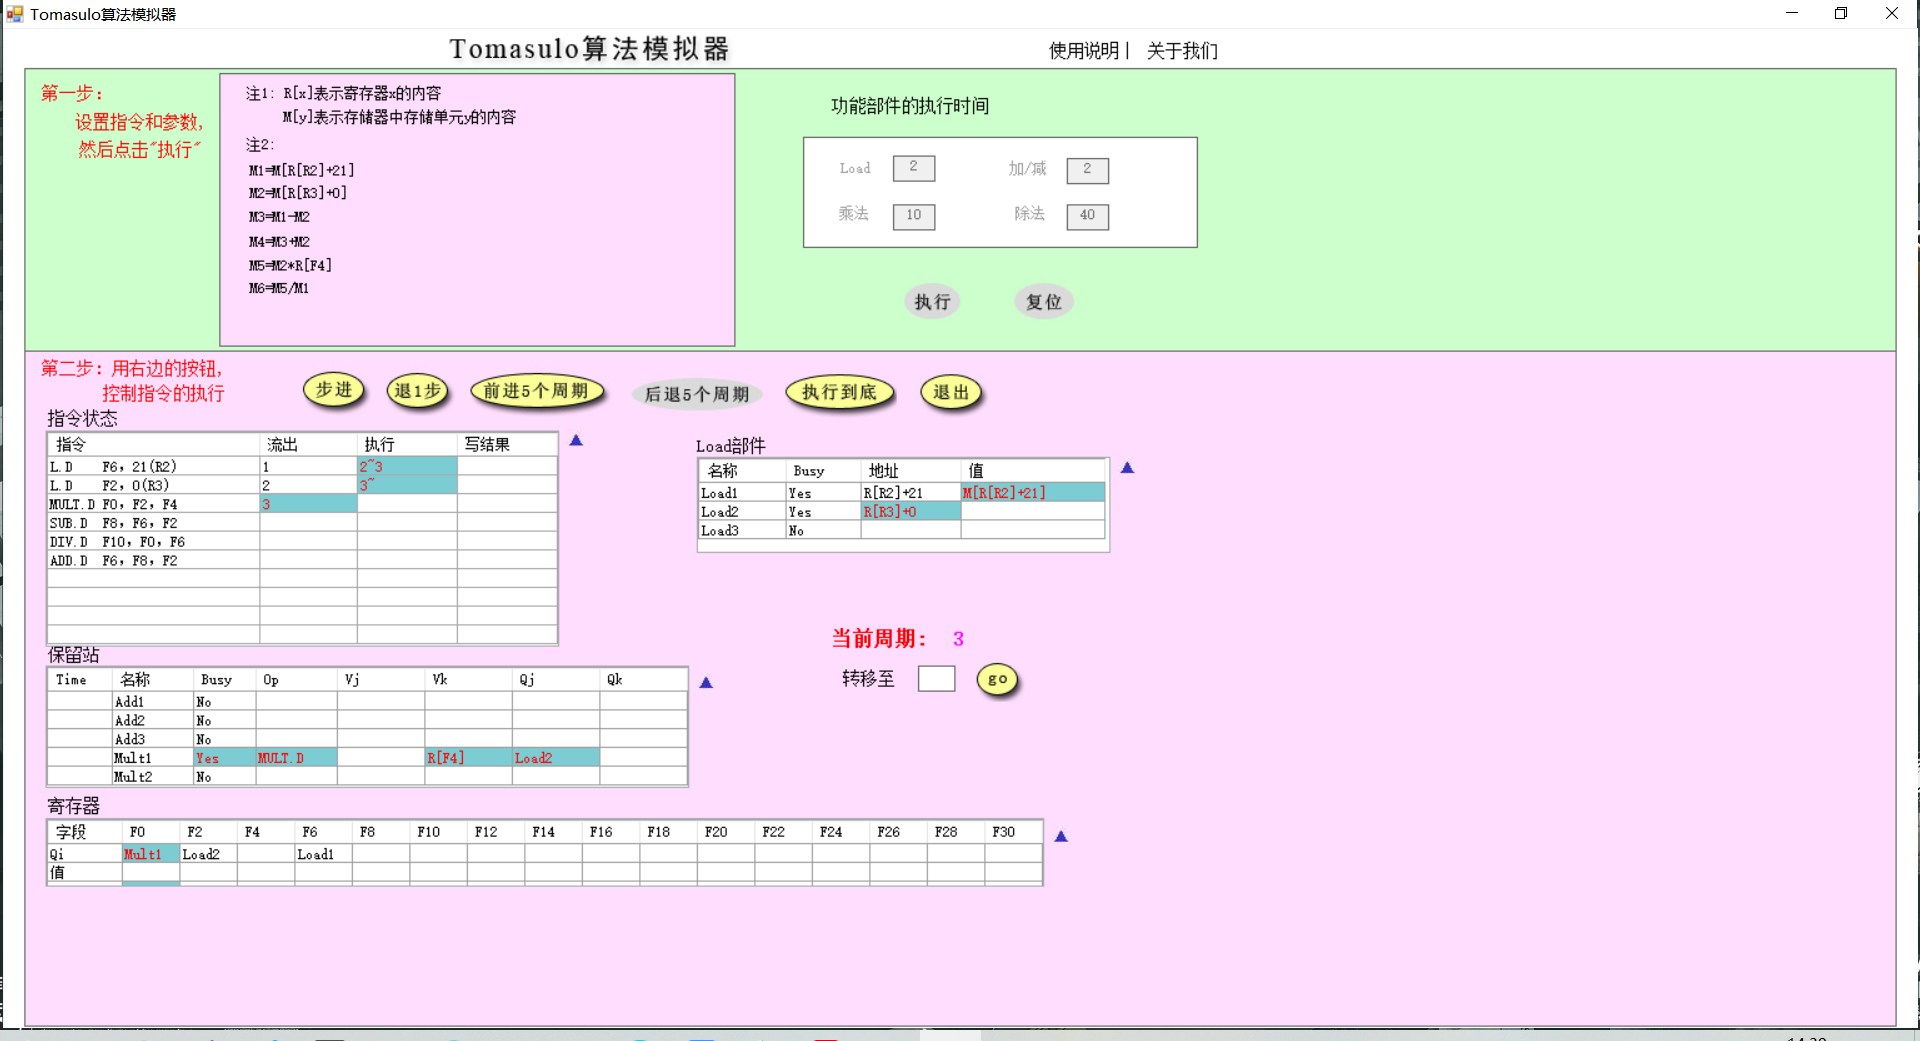 Tomasulo算法模拟器
Tomasulo算法模拟器
使用说明 | 关于我们
第一步:
设置指令和参数,
然后点击"执行"
注1: R[x]表示寄存器x的内容
M[y]表示存储器中存储单元y的内容
注2:
M1=M[R[R2]+21]
M2=M[R[R3]+0]
M3=M1-M2
M4=M3+M2
M5=M2*R[F4]
M6=M5/M1
功能部件的执行时间
Load 2 加/减 2
乘法 10 除法 40
执行 复位
第二步: 用右边的按钮,
控制指令的执行
步进 退1步 前进5个周期 后退5个周期 执行到底 退出
指令状态
指令 流出 执行 写结果
L.D F6, 21(R2) 1 2~3
L.D F2, 0(R3) 2 3~
MULT.D F0, F2, F4 3
SUB.D F8, F6, F2
DIV.D F10, F0, F6
ADD.D F6, F8, F2
Load部件
名称 Busy 地址 值
Load1 Yes R[R2]+21 M[R[R2]+21]
Load2 Yes R[R3]+0
Load3 No
当前周期: 3
转移至 go
保留站
Time 名称 Busy Op Vj Vk Qj Qk
Add1 No
Add2 No
Add3 No
Mult1 Yes MULT.D R[F4] Load2
Mult2 No
寄存器
字段 F0 F2 F4 F6 F8 F10 F12 F14 F16 F18 F20 F22 F24 F26 F28 F30
Qi Mult1 Load2 Load1
值